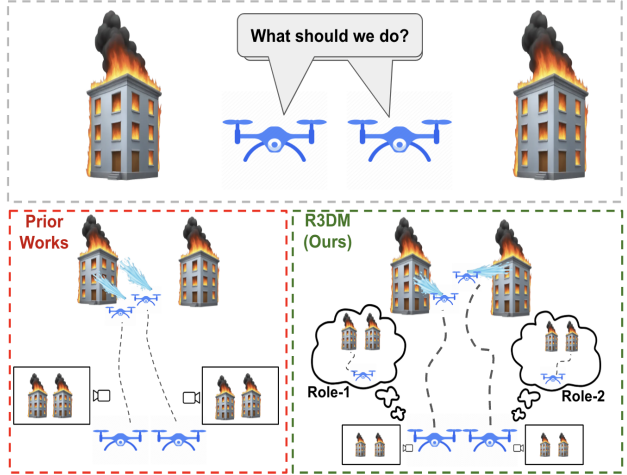 What should we do?
Prior
Works
R3DM
(Ours)
Role-1
Role-2